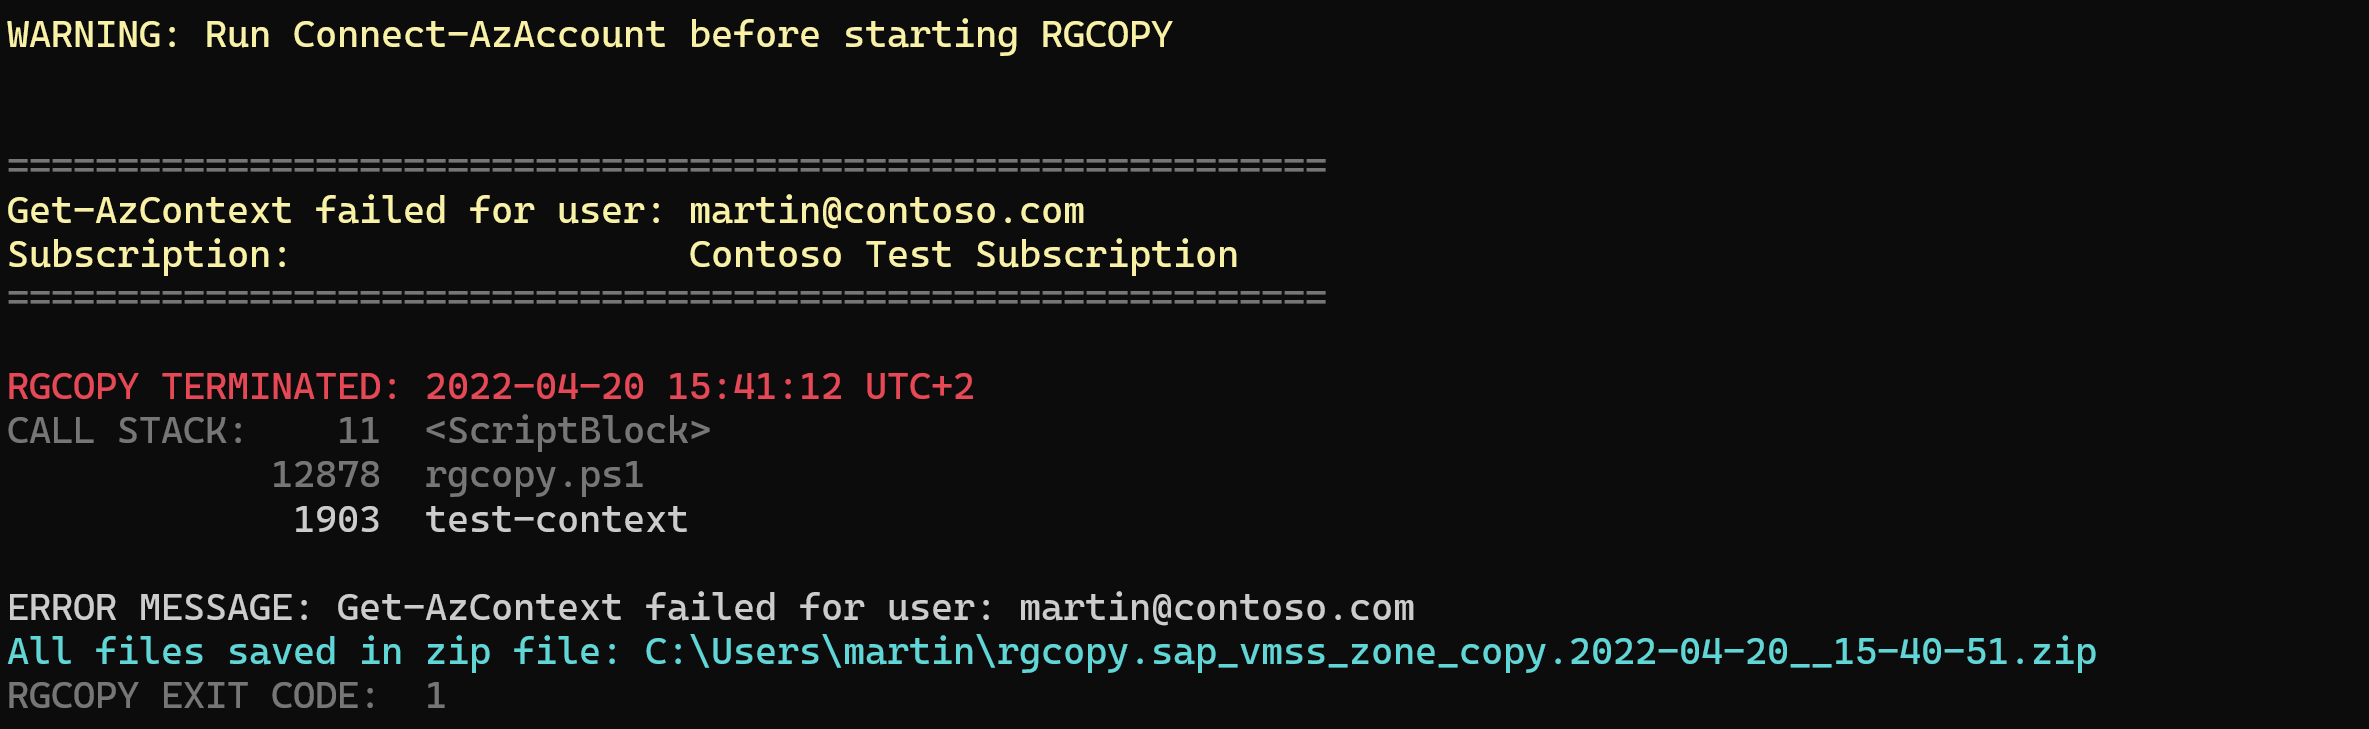 WARNING: Run Connect-AzAccount before starting RGCOPY
============================================================
Get-AzContext failed for user: martin@contoso.com
Subscription:                  Contoso Test Subscription
============================================================
RGCOPY TERMINATED: 2022-04-20 15:41:12 UTC+2
CALL STACK:    11  <ScriptBlock>
            12878  rgcopy.ps1
             1903  test-context
ERROR MESSAGE: Get-AzContext failed for user: martin@contoso.com
All files saved in zip file: C:\Users\martin\rgcopy.sap_vmss_zone_copy.2022-04-20__15-40-51.zip
RGCOPY EXIT CODE:  1